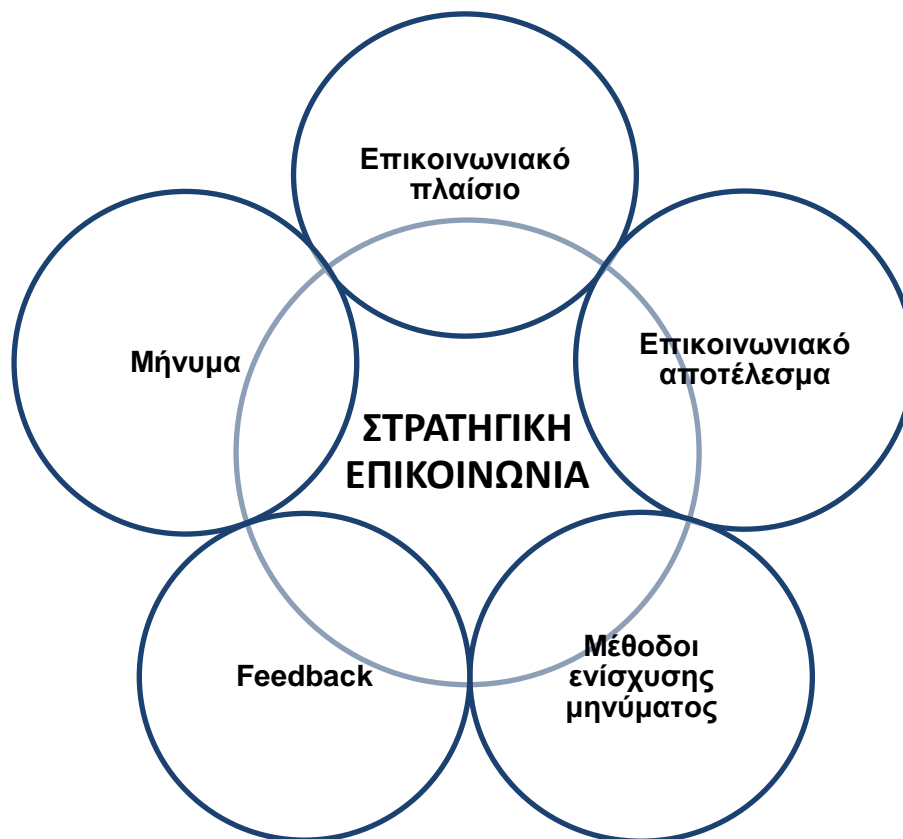 Επικοινωνιακό
πλαίσιο
Μήνυμα
Επικοινωνιακό
αποτέλεσμα
ΣΤΡΑΤΗΓΙΚΗ
ΕΠΙΚΟΙΝΩΝΙΑ
Feedback
Μέθοδοι
ενίσχυσης
μηνύματος